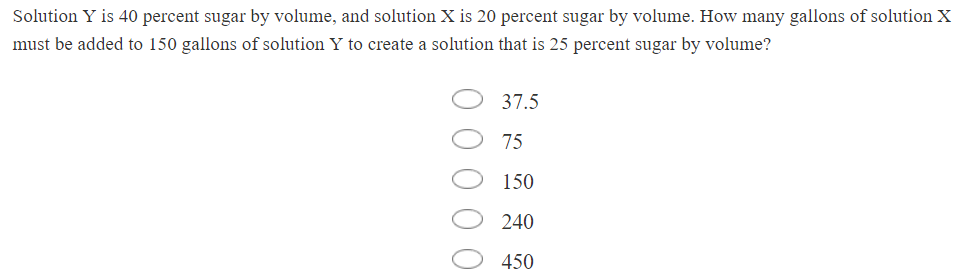 Solution Y is 40 percent sugar by volume, and solution X is 20 percent sugar by volume. How many gallons of solution X
must be added to 150 gallons of solution Y to create a solution that is 25 percent sugar by volume?
37.5
75
150
240
450